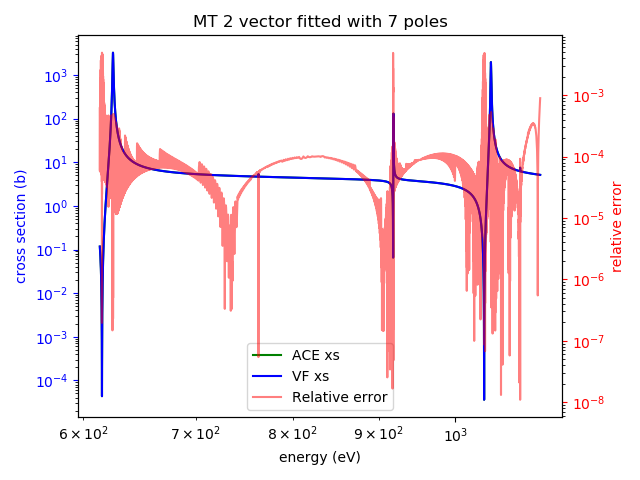 MT 2 vector fitted with 7 poles
cross section (b)
10³
10²
10¹
10⁰
10⁻¹
10⁻²
10⁻³
10⁻⁴
10⁻³
10⁻⁴
10⁻⁵
10⁻⁶
10⁻⁷
10⁻⁸
relative error
ACE xs
VF xs
Relative error
6 × 10² 7 × 10² 8 × 10² 9 × 10² 10³
energy (eV)